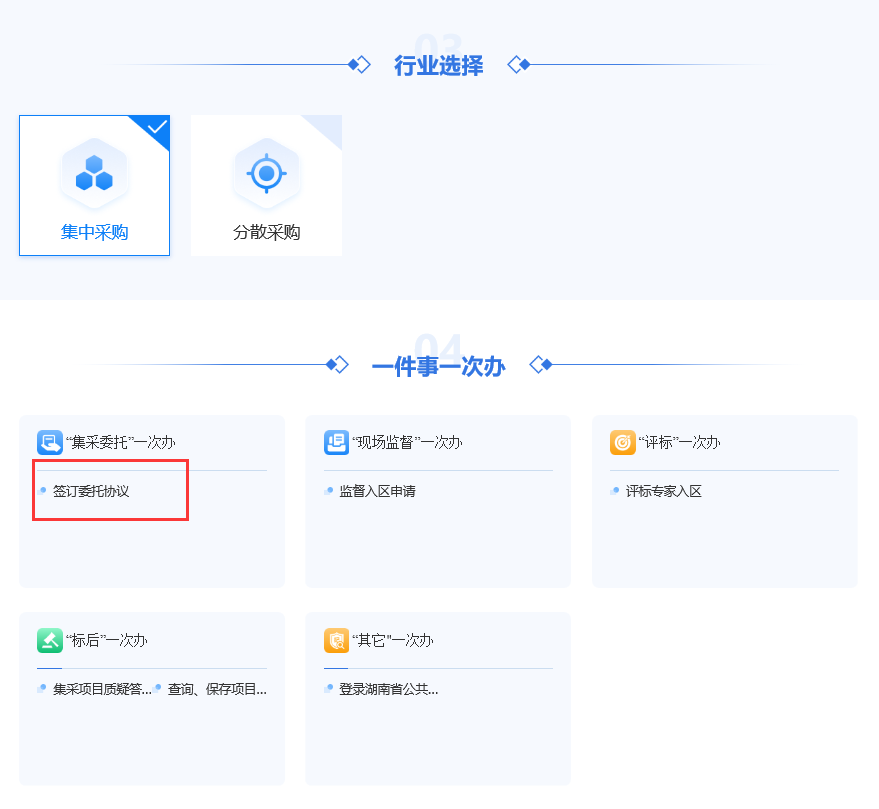 03
行业选择
集中采购
分散采购
04
一件事一次办
“集采委托”一次办
“现场监督”一次办
“评标”一次办
签订委托协议
监督入区申请
评标专家入区
“标后”一次办
“其它"一次办
集采项目质疑答...
查询、保存项目...
登录湖南省公共...